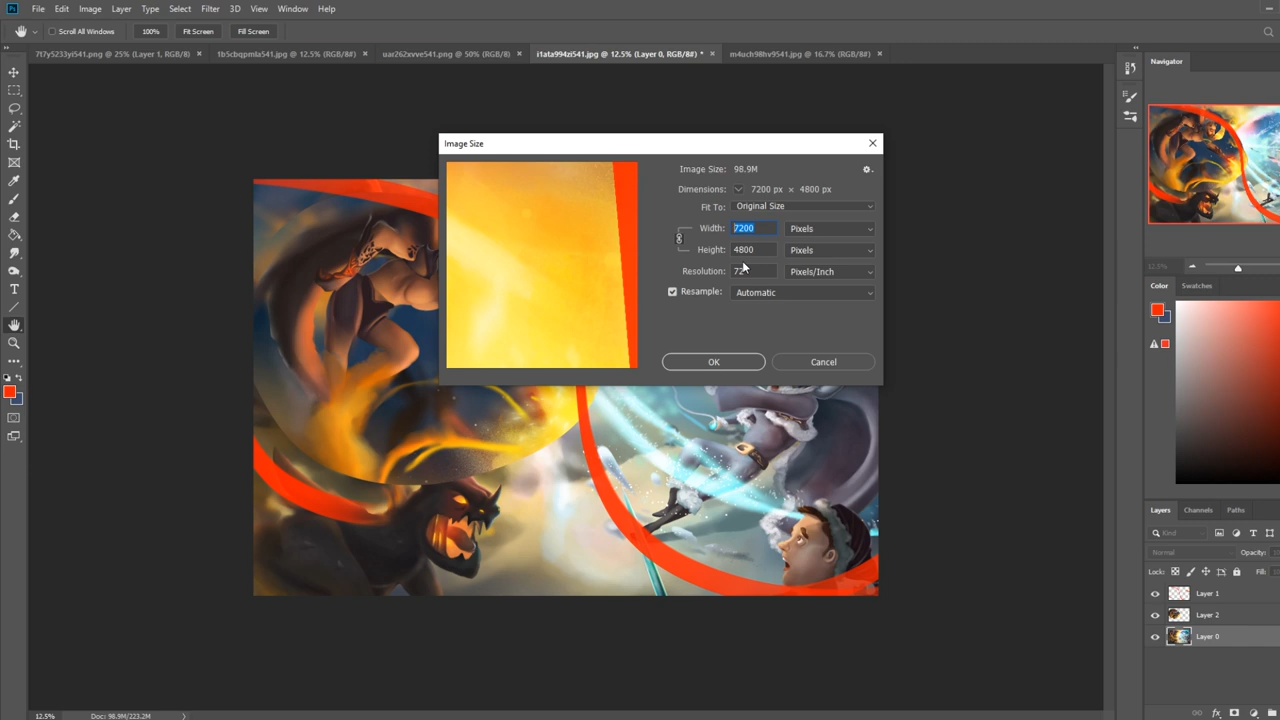 Ps File Edit Image Layer Type Select Filter 3D View Window Help
Scroll All Windows 100% Fit Screen Fill Screen
7t7y5233yi541.png @ 25% (Layer 1, RGB/8) × 1b5cbqpmla541.jpg @ 12.5% (RGB/8#) × uar262xvve541.png @ 50% (RGB/8) × i1ata994zi541.jpg @ 12.5% (Layer 0, RGB/8#) * × m4uch98hv9541.jpg @ 16.7% (RGB/8#) ×
Navigator
Image Size
Image Size: 98.9M
Dimensions: 7200 px × 4800 px
Fit To: Original Size
Width: 7200 Pixels
Height: 4800 Pixels
Resolution: 72 Pixels/Inch
Resample: Automatic
OK Cancel
12.5%
Color Swatches
Layers Channels Paths
Kind
Normal Opacity:
Lock: Fill:
Layer 1
Layer 2
Layer 0
12.5% Doc: 98.9M/223.2M